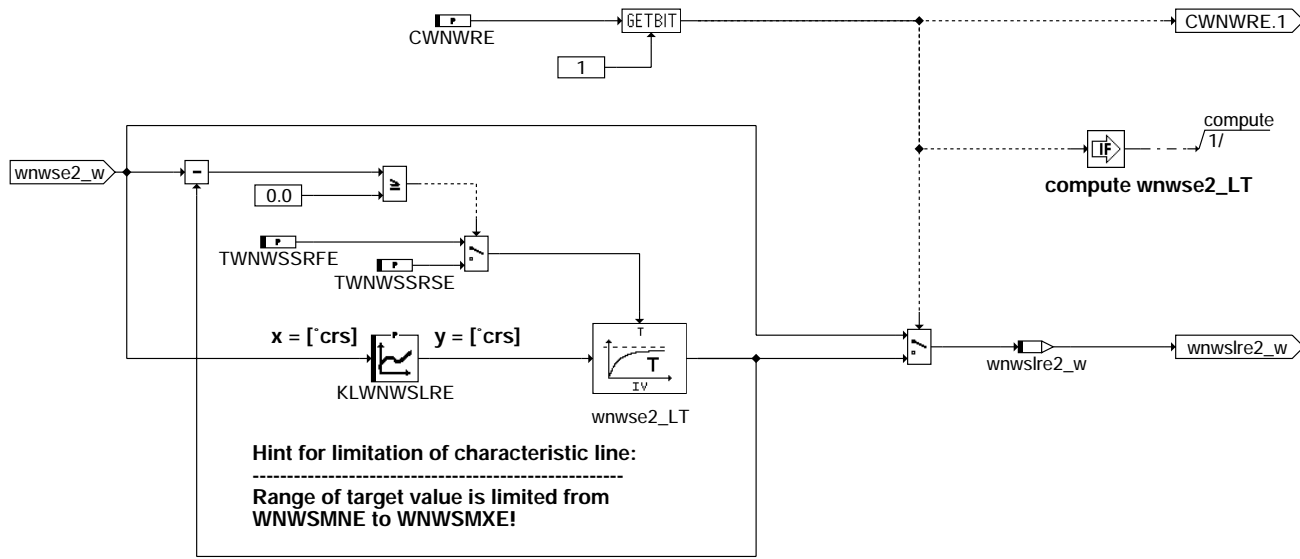 P
CWNWRE
GETBIT
CWNWRE.1
1
compute
1/
IF
compute wnwse2_LT
wnwse2_w
-
≥
0.0
P
TWNWSSRFE
P
TWNWSSRSE
x = [°crs]
P
y = [°crs]
KLWNWSLRE
T
T
IV
wnwse2_LT
wnwslre2_w
wnwslre2_w
Hint for limitation of characteristic line:
------------------------------------------------------
Range of target value is limited from
WNWSMNE to WNWSMXE!